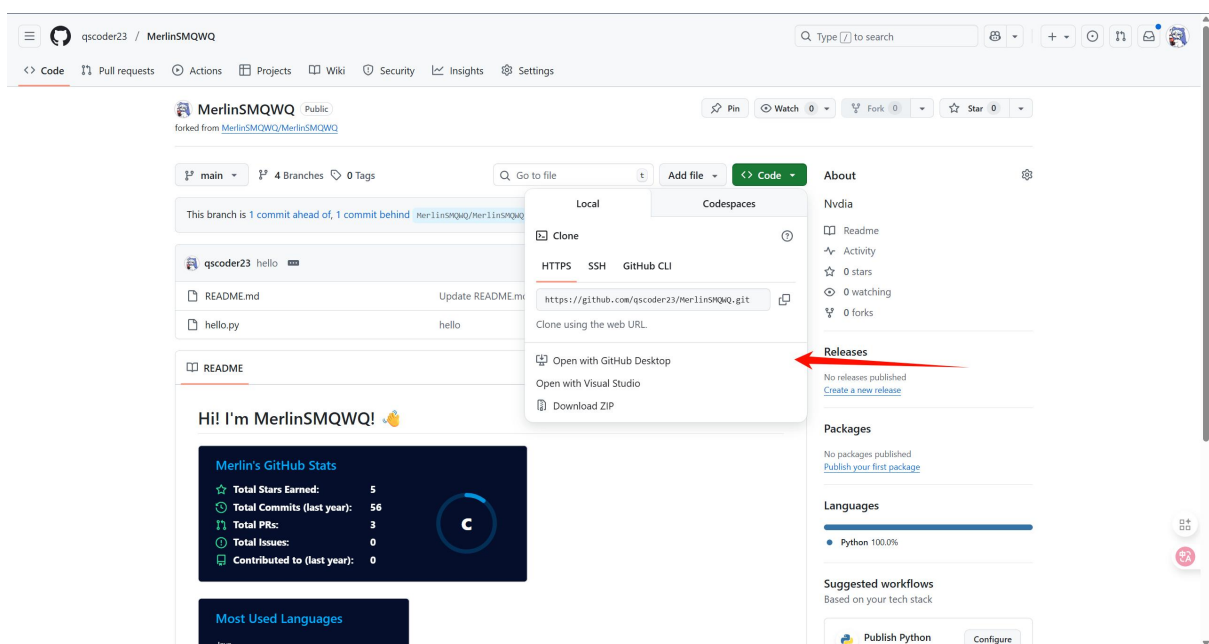 qscoder23 / MerlinSMQWQ
Type / to search
Code Pull requests Actions Projects Wiki Security Insights Settings
MerlinSMQWQ Public
Pin Watch 0 Fork 0 Star 0
forked from MerlinSMQWQ/MerlinSMQWQ
main 4 Branches 0 Tags
Go to file t Add file Code
This branch is 1 commit ahead of, 1 commit behind MerlinSMQWQ/MerlinSMQWQ
qscoder23 hello
README.md Update README.m
hello.py hello
README
Local Codespaces
Clone
HTTPS SSH GitHub CLI
https://github.com/qscoder23/MerlinSMQWQ.git
Clone using the web URL.
Open with GitHub Desktop
Open with Visual Studio
Download ZIP
Hi! I'm MerlinSMQWQ! 👋
Merlin's GitHub Stats
Total Stars Earned: 5
Total Commits (last year): 56
Total PRs: 3
Total Issues: 0
Contributed to (last year): 0
C
Most Used Languages
About
Nvdia
Readme
Activity
0 stars
0 watching
0 forks
Releases
No releases published
Create a new release
Packages
No packages published
Publish your first package
Languages
Python 100.0%
Suggested workflows
Based on your tech stack
Publish Python Configure